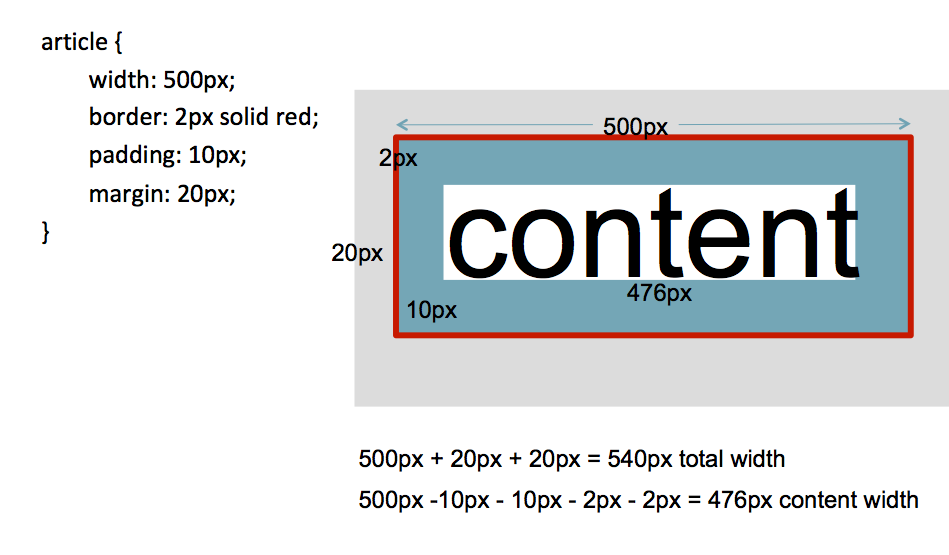 article {
width: 500px;
border: 2px solid red;
padding: 10px;
margin: 20px;
}
500px
2px
content
20px
476px
10px
500px + 20px + 20px = 540px total width
500px -10px - 10px - 2px - 2px = 476px content width